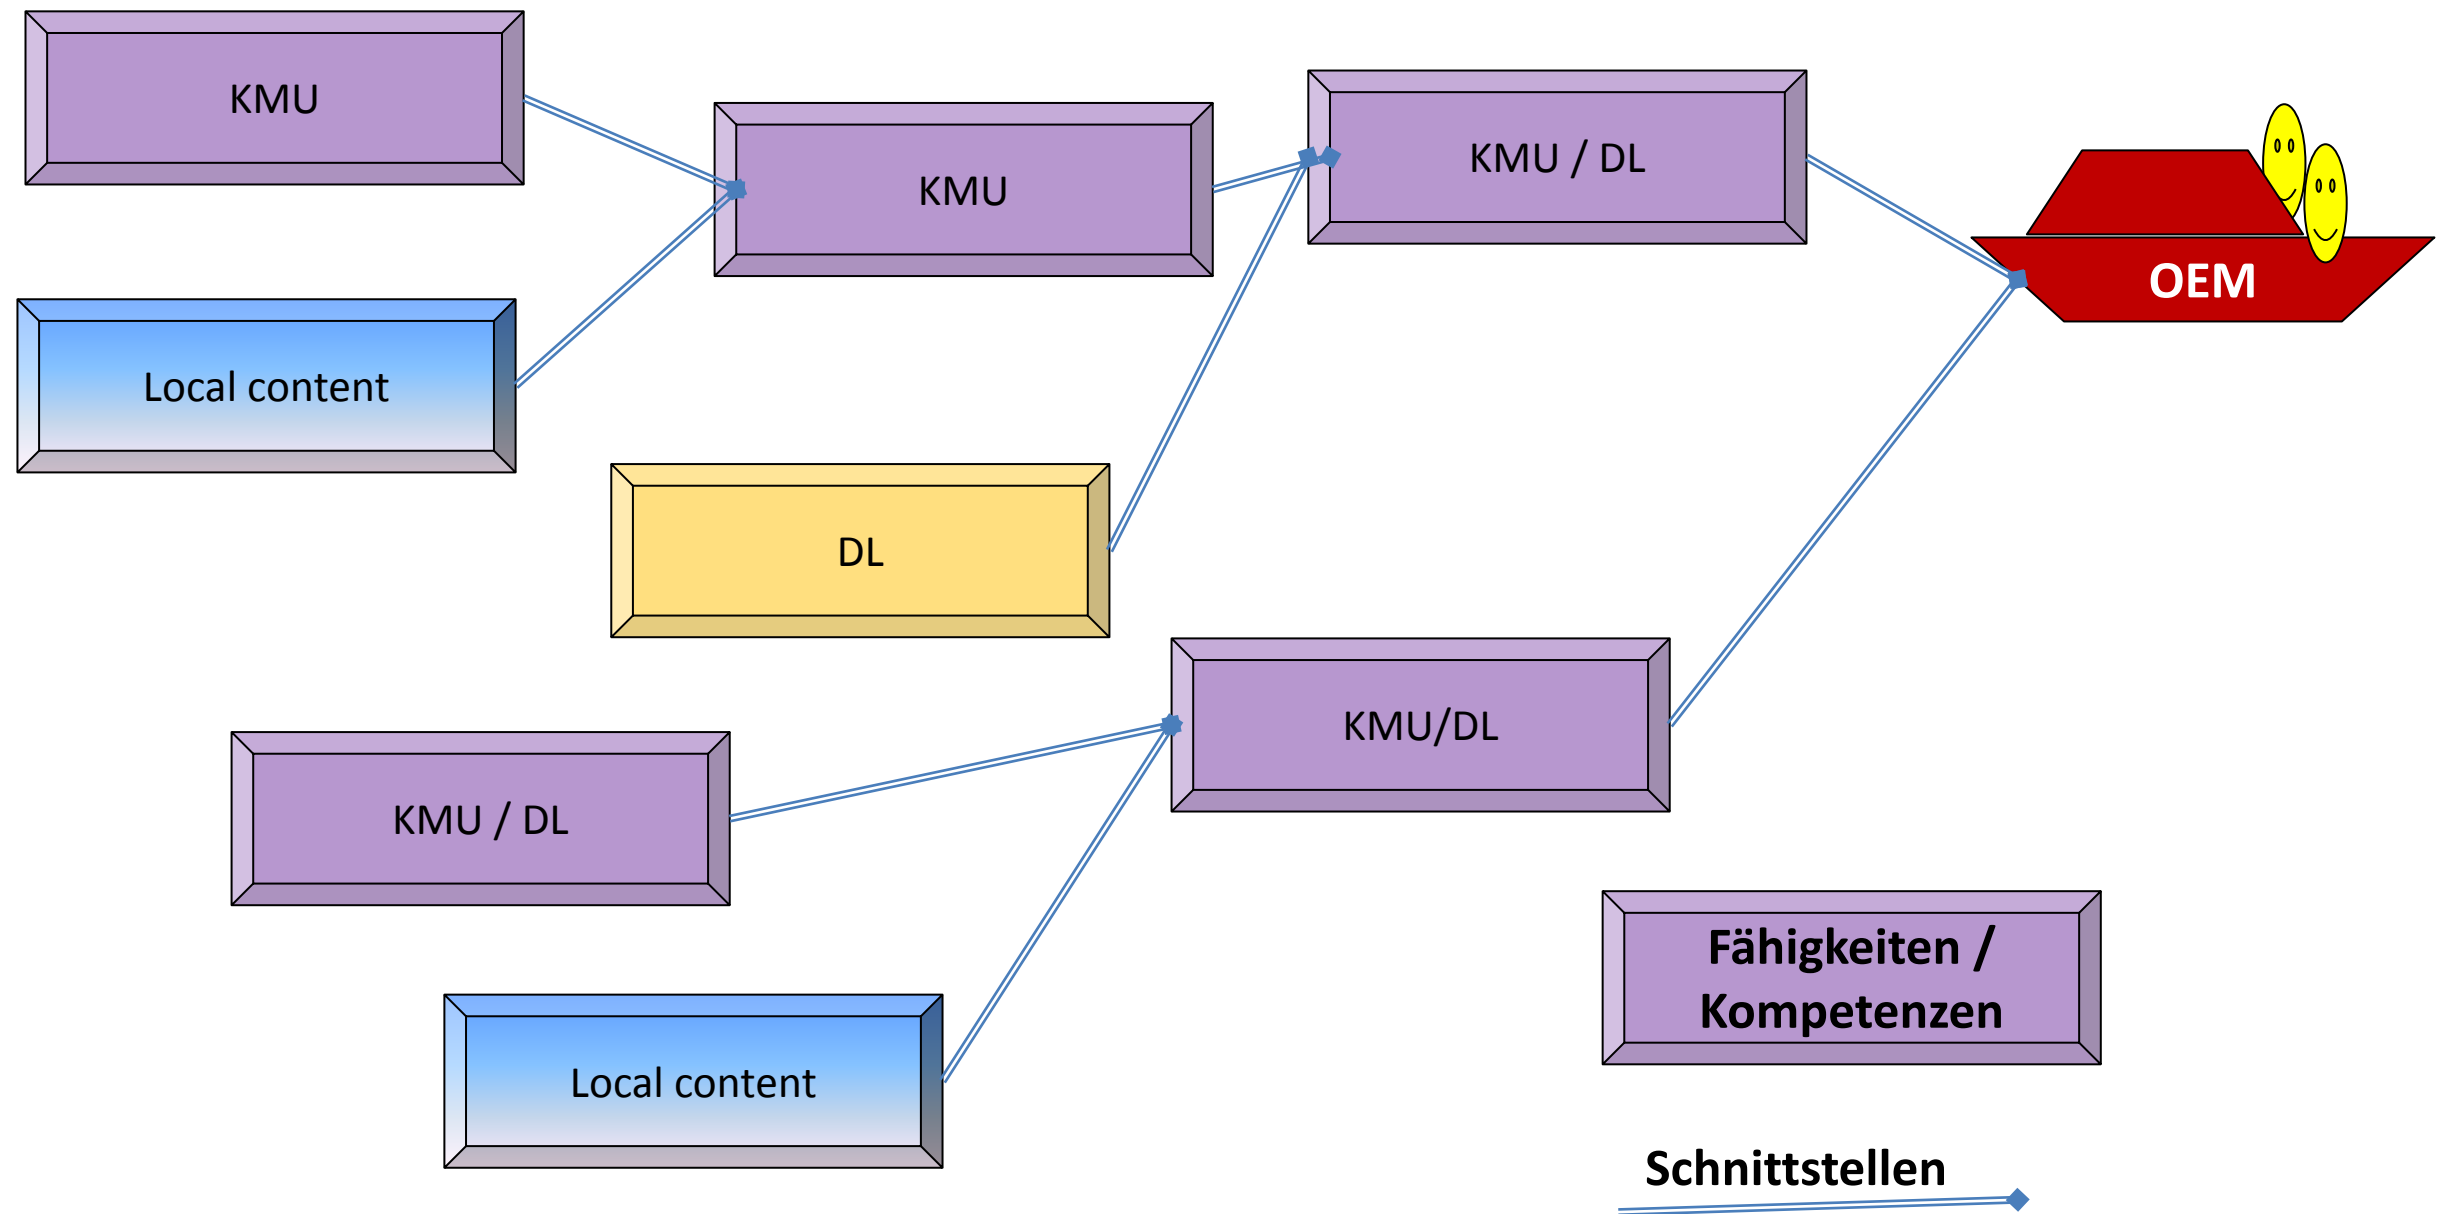 KMU
KMU
KMU / DL
OEM
Local content
DL
KMU/DL
KMU / DL
Fähigkeiten /
Kompetenzen
Local content
Schnittstellen